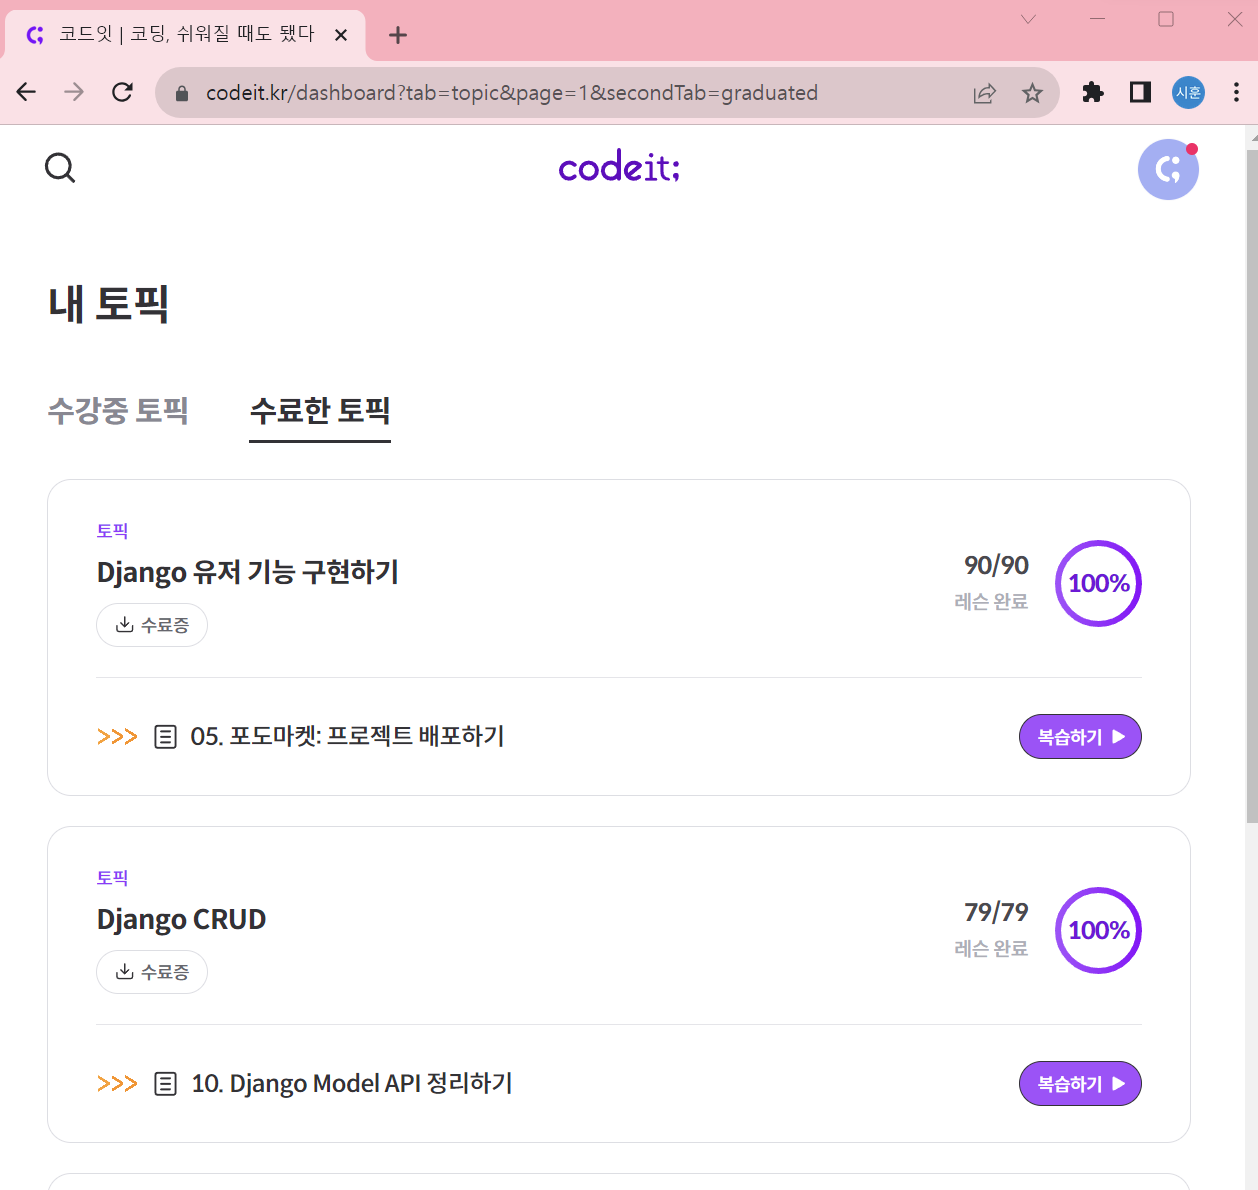 코드잇 | 코딩, 쉬워질 때도 됐다
codeit.kr/dashboard?tab=topic&page=1&secondTab=graduated
시훈
codeit;
내 토픽
수강중 토픽
수료한 토픽
토픽
Django 유저 기능 구현하기
수료증
90/90
레슨 완료
100%
>>> 05. 포도마켓: 프로젝트 배포하기
복습하기
토픽
Django CRUD
수료증
79/79
레슨 완료
100%
>>> 10. Django Model API 정리하기
복습하기